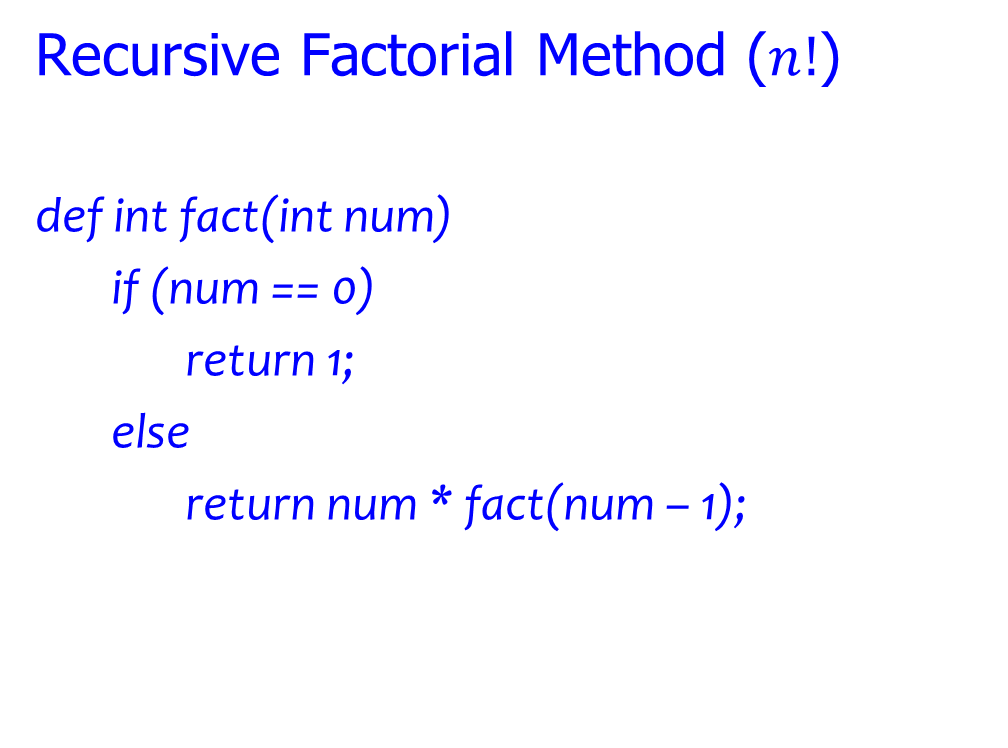 Recursive Factorial Method (𝑛!)
def int fact(int num)
if (num == 0)
return 1;
else
return num * fact(num – 1);